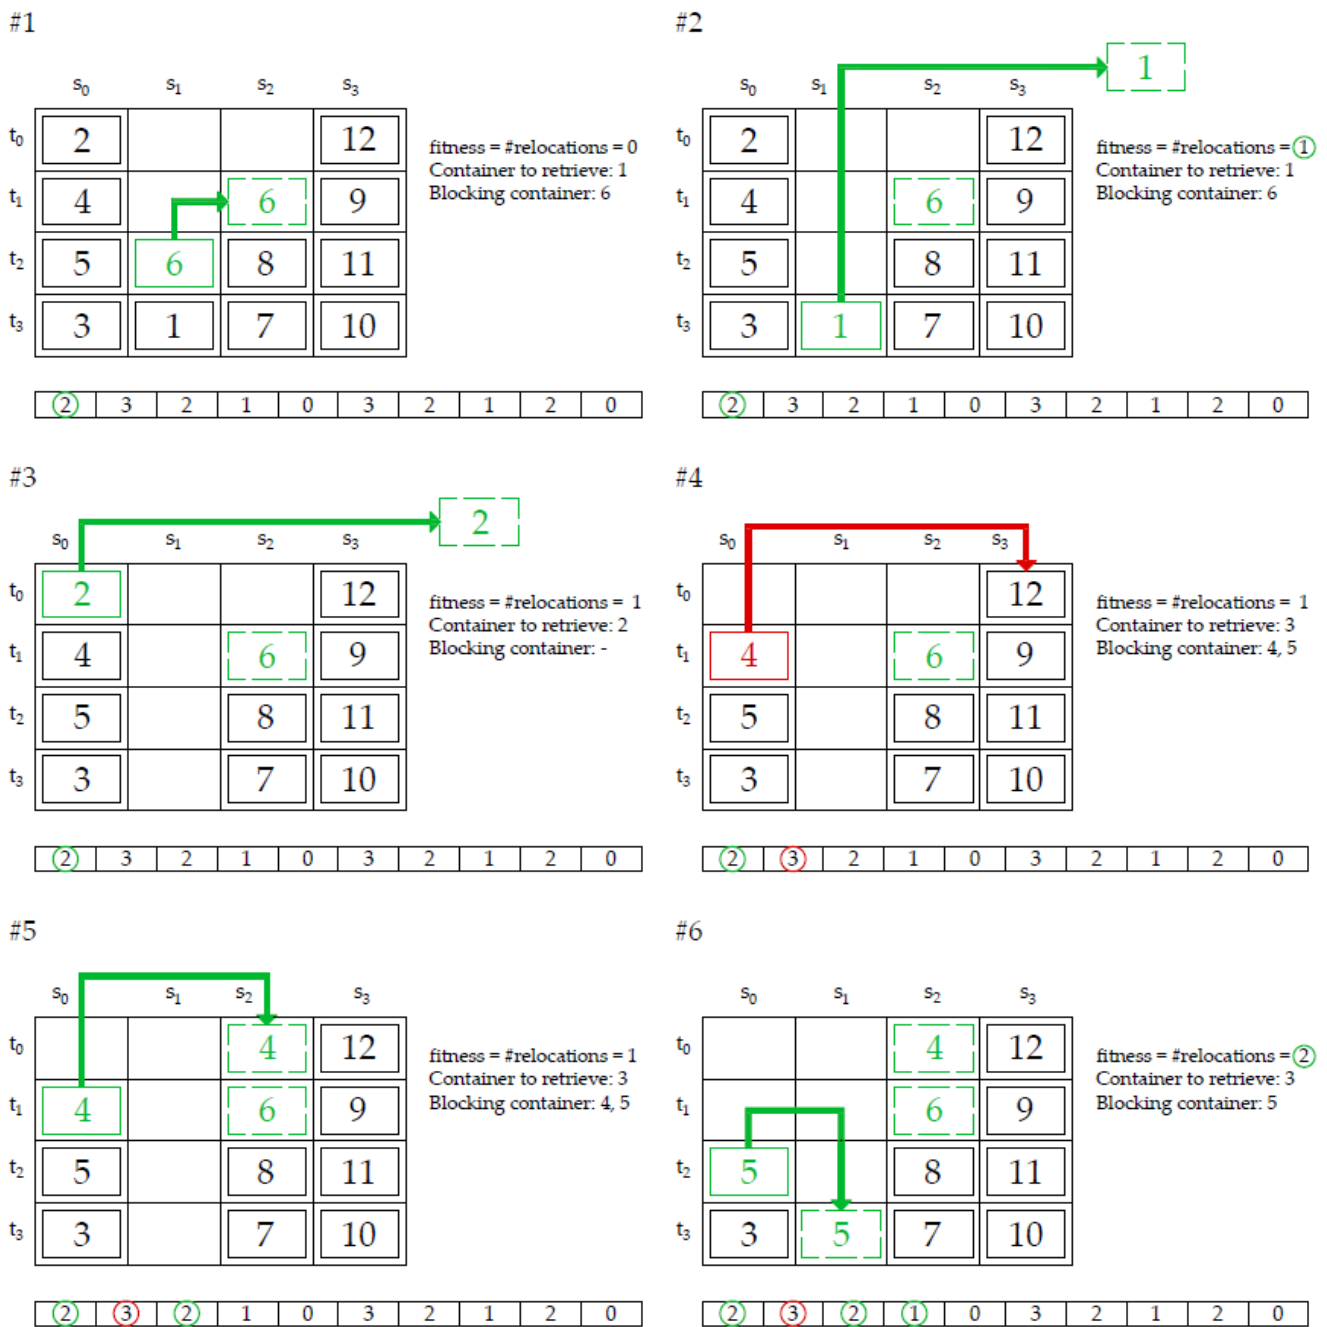 #1
s0 s1 s2 s3
t0 2 12
t1 4 6 9
t2 5 6 8 11
t3 3 1 7 10
fitness = #relocations = 0
Container to retrieve: 1
Blocking container: 6
2 3 2 1 0 3 2 1 2 0
#2
1
s0 s1 s2 s3
t0 2 12
t1 4 6 9
t2 5 8 11
t3 3 1 7 10
fitness = #relocations = 1
Container to retrieve: 1
Blocking container: 6
2 3 2 1 0 3 2 1 2 0
#3
2
s0 s1 s2 s3
t0 2 12
t1 4 6 9
t2 5 8 11
t3 3 7 10
fitness = #relocations = 1
Container to retrieve: 2
Blocking container: -
2 3 2 1 0 3 2 1 2 0
#4
s0 s1 s2 s3
t0 12
t1 4 6 9
t2 5 8 11
t3 3 7 10
fitness = #relocations = 1
Container to retrieve: 3
Blocking container: 4, 5
2 3 2 1 0 3 2 1 2 0
#5
s0 s1 s2 s3
t0 4 12
t1 4 6 9
t2 5 8 11
t3 3 7 10
fitness = #relocations = 1
Container to retrieve: 3
Blocking container: 4, 5
2 3 2 1 0 3 2 1 2 0
#6
s0 s1 s2 s3
t0 4 12
t1 6 9
t2 5 8 11
t3 3 5 7 10
fitness = #relocations = 2
Container to retrieve: 3
Blocking container: 5
2 3 2 1 0 3 2 1 2 0